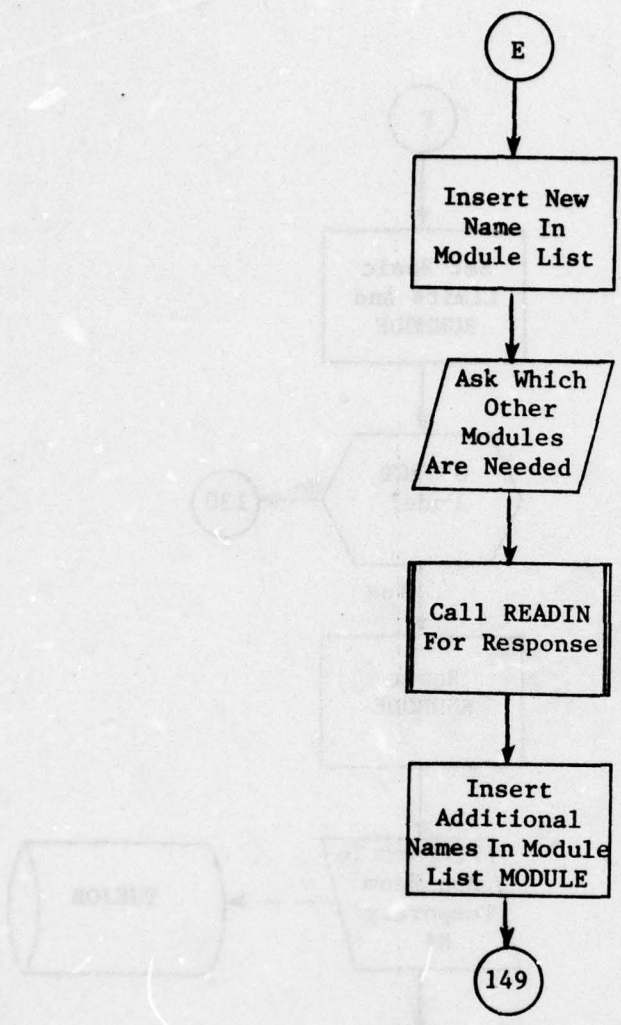 E
Insert New
Name In
Module List
Ask Which
Other
Modules
Are Needed
Call READIN
For Response
Insert
Additional
Names In Module
List MODULE
149